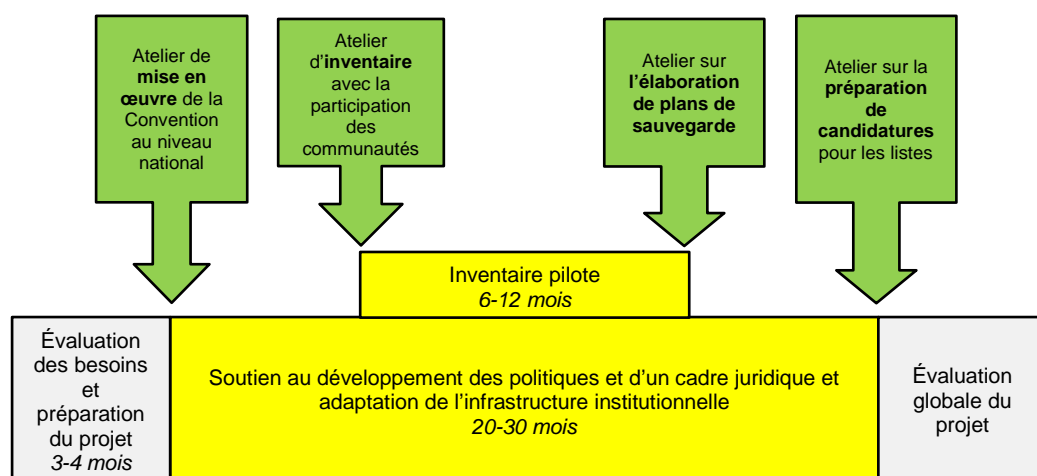 Atelier de
mise en
œuvre de la
Convention
au niveau
national
Atelier
d'inventaire
avec la
participation
des
communautés
Atelier sur
l'élaboration
de plans de
sauvegarde
Atelier sur la
préparation
de
candidatures
pour les listes
Inventaire pilote
6-12 mois
Évaluation
des besoins
et
préparation
du projet
3-4 mois
Soutien au développement des politiques et d'un cadre juridique et
adaptation de l'infrastructure institutionnelle
20-30 mois
Évaluation
globale du
projet